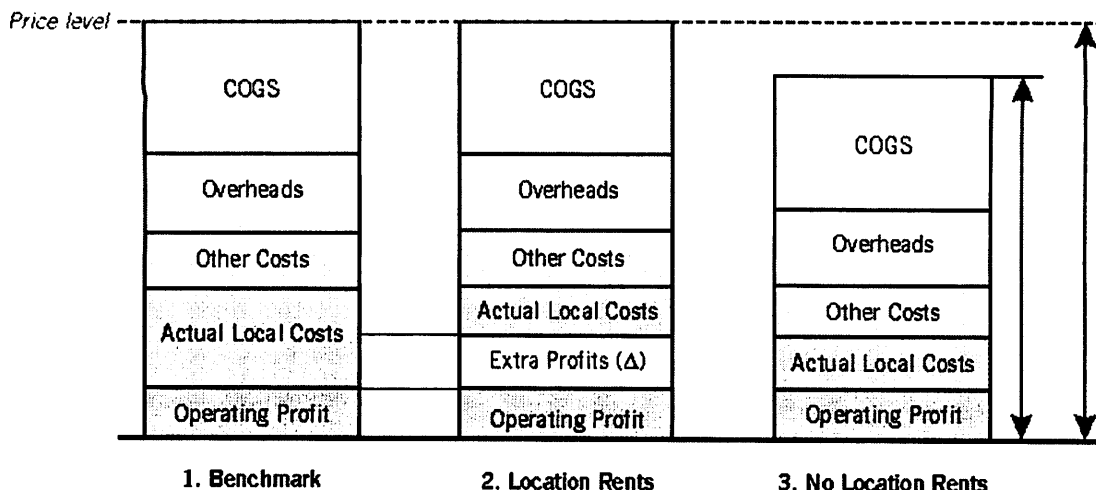 Price level
COGS
Overheads
Other Costs
Actual Local Costs
Operating Profit
1. Benchmark
COGS
Overheads
Other Costs
Actual Local Costs
Extra Profits (Δ)
Operating Profit
2. Location Rents
COGS
Overheads
Other Costs
Actual Local Costs
Operating Profit
3. No Location Rents